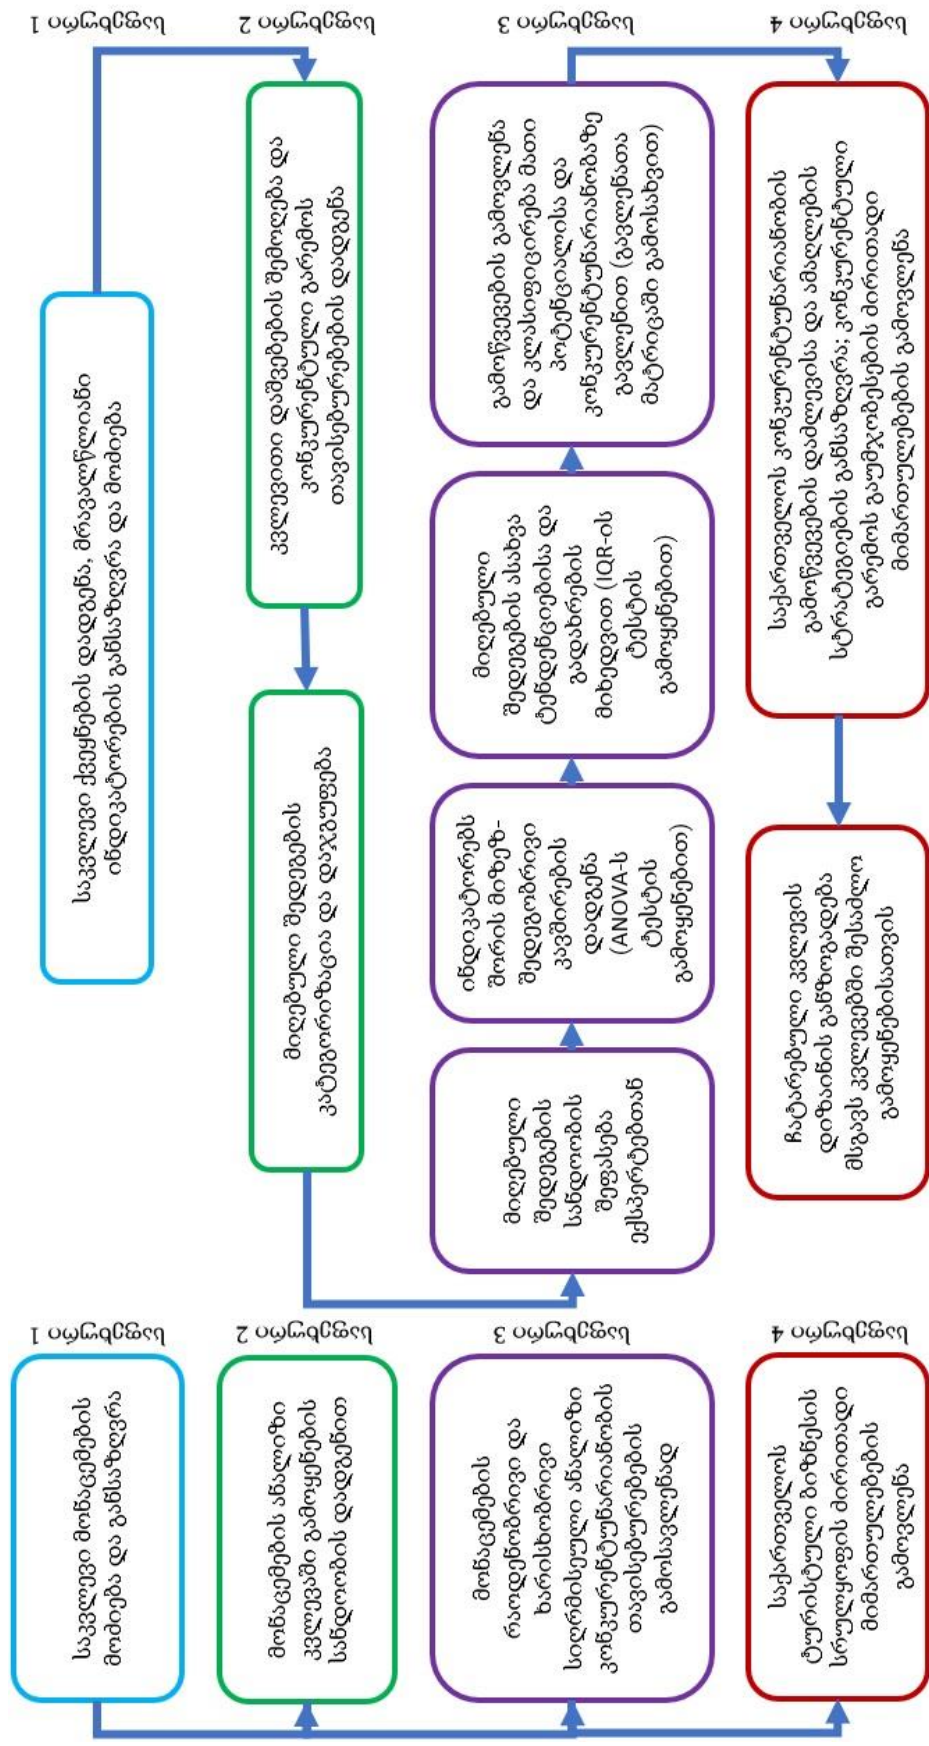 საფეხური 1
საკვლევი მონაცემების
მოძიება და განსაზღვრა
საფეხური 2
მონაცემების ანალიზი
კვლევაში გამოყენების
სანდოობის დადგენით
საფეხური 3
მონაცემების
რაოდენობრივი და
ხარისხობრივი
სიღრმისეული ანალიზი
კონკურენტუნარიანობის
თავისებურებების
გამოსავლენად
საფეხური 4
საქართველოს
ტურისტული ბიზნესის
სრულყოფის ძირითადი
მიმართულებების
გამოვლენა
საფეხური 1
საკვლევი ქვეყნების დადგენა, მრავალწლიანი
ინდიკატორების განსაზღვრა და მოძიება
საფეხური 2
კვლევითი დაშვებების შემოღება და
კონკურენტული გარემოს
თავისებურებების დადგენა
მიღებული შედეგების
კატეგორიზაცია და დაჯგუფება
საფეხური 3
მიღებული
შედეგების
სანდოობის
შეფასება
ექსპერტებთან
ინდიკატორებს
შორის მიზეზ-
შედეგობრივი
კავშირების
დადგენა
(ANOVA-ს
ტესტის
გამოყენებით)
მიღებული
შედეგების ასახვა
ტენდენციებისა და
გადახრების
მიხედვით (IQR-ის
ტესტის
გამოყენებით)
გამოწვევების გამოვლენა
და კლასიფიცირება მათი
პოტენციალისა და
კონკურენტუნარიანობაზე
გავლენით (გავლენათა
მატრიცაში გამოსახვით)
საფეხური 4
საქართველოს კონკურენტუნარიანობის
გამოწვევების დაძლევისა და ამაღლების
სტრატეგიების განსაზღვრა; კონკურენტული
გარემოს გაუმჯობესების ძირითადი
მიმართულებების გამოვლენა
ჩატარებული კვლევის
დიზაინის განზოგადება
მსგავს კვლევებში შესაძლო
გამოყენებისათვის